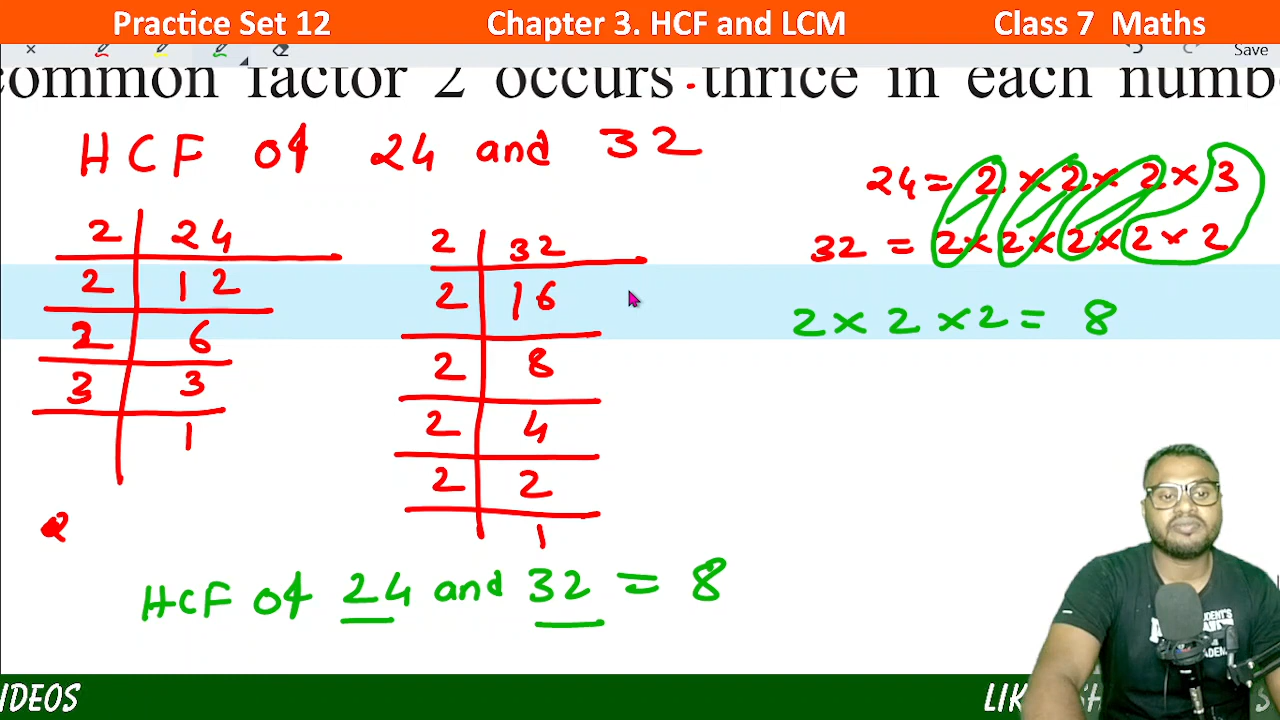 Practice Set 12 Chapter 3. HCF and LCM Class 7 Maths
Save
common factor 2 occurs thrice in each numb
HCF of 24 and 32
24 = 2 × 2 × 2 × 3
32 = 2 × 2 × 2 × 2 × 2
2 × 2 × 2 = 8
2 24
2 12
2 6
3 3
1
2 32
2 16
2 8
2 4
2 2
1
2
HCF of 24 and 32 = 8
IDEOS LIK